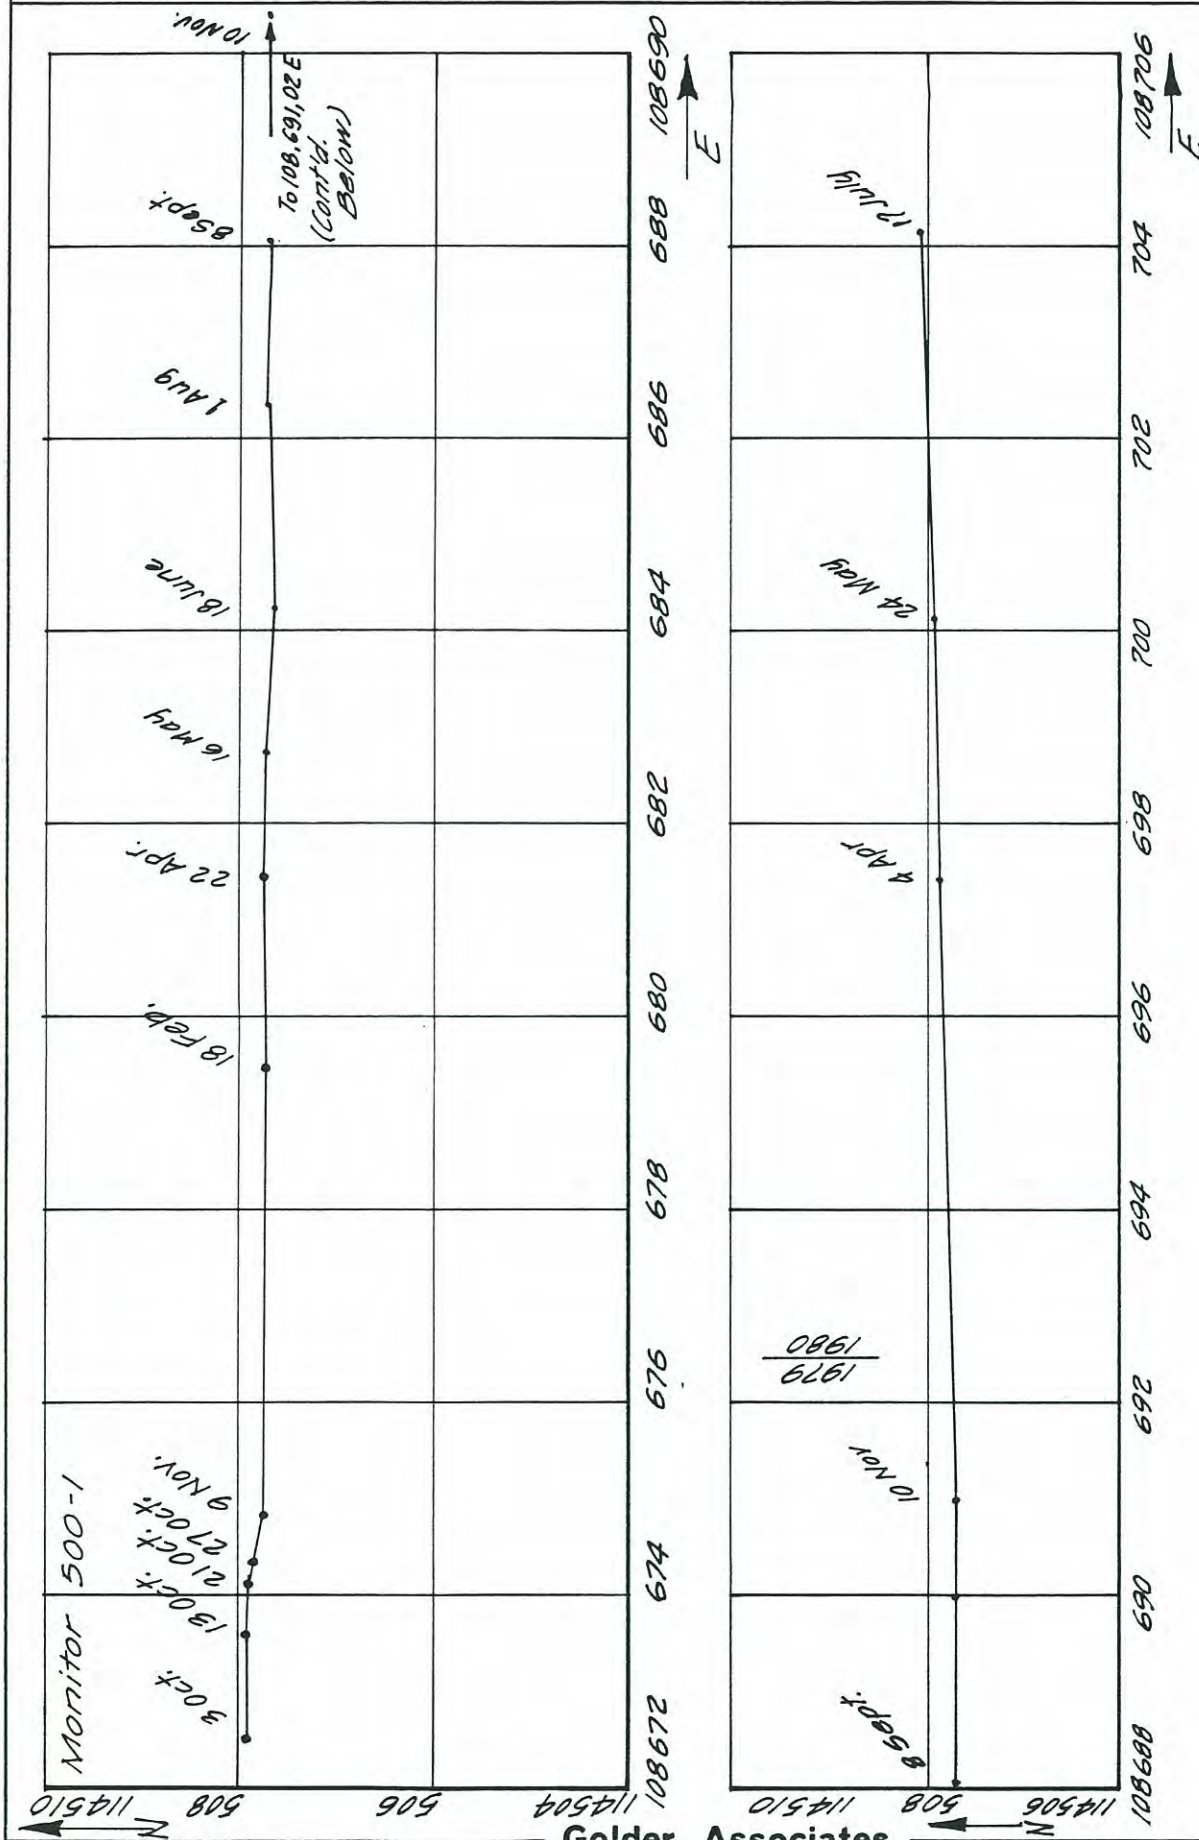 Monitor 500-1
N
114510
508
506
114504
3 Oct.
13 Oct.
21 Oct.
27 Oct.
9 Nov.
18 Feb.
22 Apr.
16 May
18 June
1 Aug
8 Sept.
10 Nov.
To 108,691,02 E
(Cont'd.
Below)
108672
674
676
678
680
682
684
686
688
108690
E
N
114510
508
114506
8 Sept.
10 Nov
1979
1980
4 Apr
24 May
17 July
108688
690
692
694
696
698
700
702
704
108706
E
Golder Associates